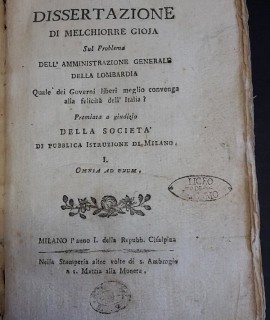 DISSERTAZIONE
DI MELCHIORRE GIOJA
Sul Problema
DELL' AMMINISTRAZIONE GENERALE
DELLA LOMBARDIA
Quale dei Governi liberi meglio convenga
alla felicità dell' Italia?
Premiata a giudizio
DELLA SOCIETA'
DI PUBBLICA ISTRUZIONE DI MILANO.
I.
OMNIA AD UNUM.
LICEO
MILANO l'anno I. della Repubb. Cisalpina
Nella Stamperia altre volte di s. Ambrogio
a s. Mattia alla Moneta.